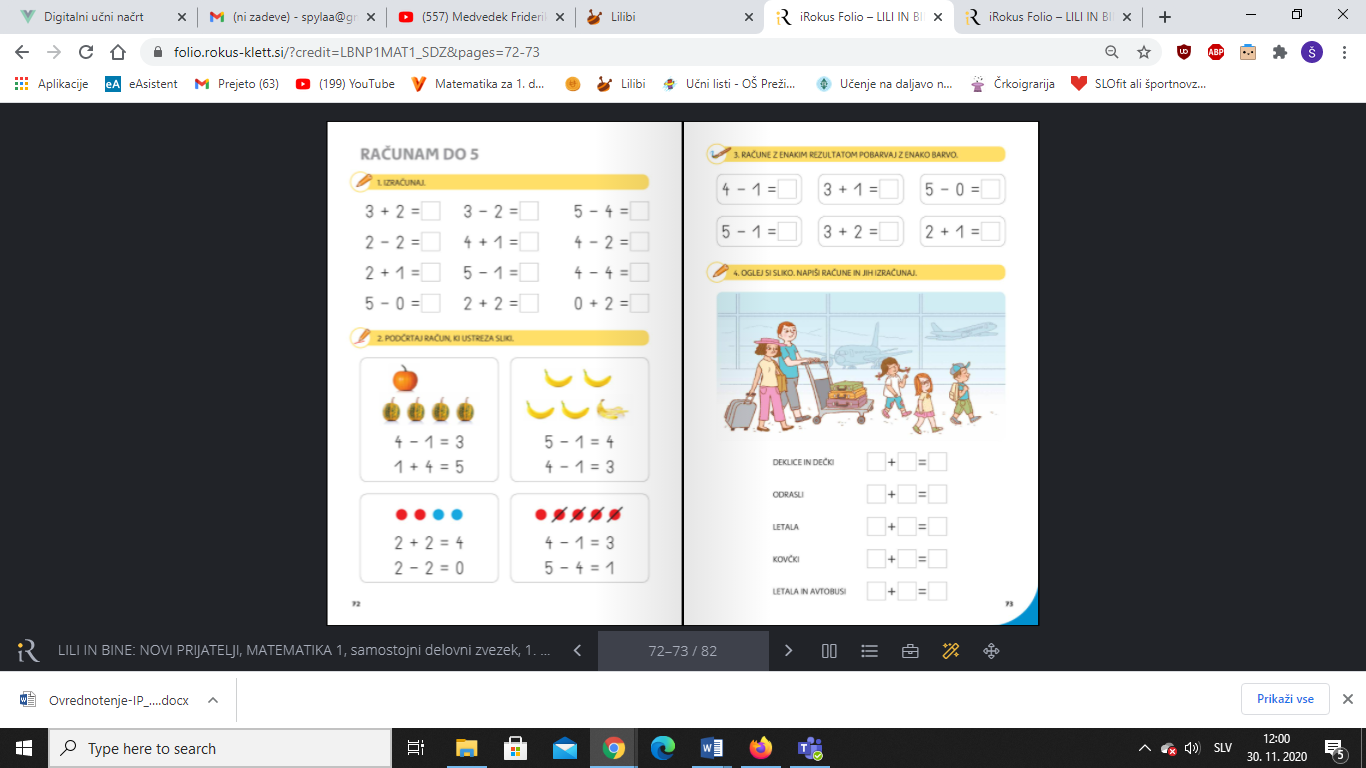 Digitalni učni načrt
(ni zadeve) - spylaa@gr
(557) Medvedek Friderik
Lilibi
iRokus Folio – LILI IN BI
iRokus Folio – LILI IN BI
folio.rokus-klett.si/?credit=LBNP1MAT1_SDZ&pages=72-73
UD
ABP
Š
Aplikacije
eA eAsistent
Prejeto (63)
(199) YouTube
Matematika za 1. d...
Lilibi
Učni listi - OŠ Preži...
Učenje na daljavo n...
Črkoigrarija
SLOfit ali športnovz...
RAČUNAM DO 5
1. IZRAČUNAJ.
3 + 2 = 3 − 2 = 5 − 4 =
2 − 2 = 4 + 1 = 4 − 2 =
2 + 1 = 5 − 1 = 4 − 4 =
5 − 0 = 2 + 2 = 0 + 2 =
2. PODČRTAJ RAČUN, KI USTREZA SLIKI.
4 − 1 = 3
1 + 4 = 5
5 − 1 = 4
4 − 1 = 3
2 + 2 = 4
2 − 2 = 0
4 − 1 = 3
5 − 4 = 1
72
3. RAČUNE Z ENAKIM REZULTATOM POBARVAJ Z ENAKO BARVO.
4 − 1 = 3 + 1 = 5 − 0 =
5 − 1 = 3 + 2 = 2 + 1 =
4. OGLEJ SI SLIKO. NAPIŠI RAČUNE IN JIH IZRAČUNAJ.
DEKLICE IN DEČKI + =
ODRASLI + =
LETALA + =
KOVČKI + =
LETALA IN AVTOBUSI + =
73
iR
LILI IN BINE: NOVI PRIJATELJI, MATEMATIKA 1, samostojni delovni zvezek, 1. ...
72–73 / 82
Ovrednotenje-IP_....docx
Prikaži vse
Type here to search
SLV
12:00
30. 11. 2020
5